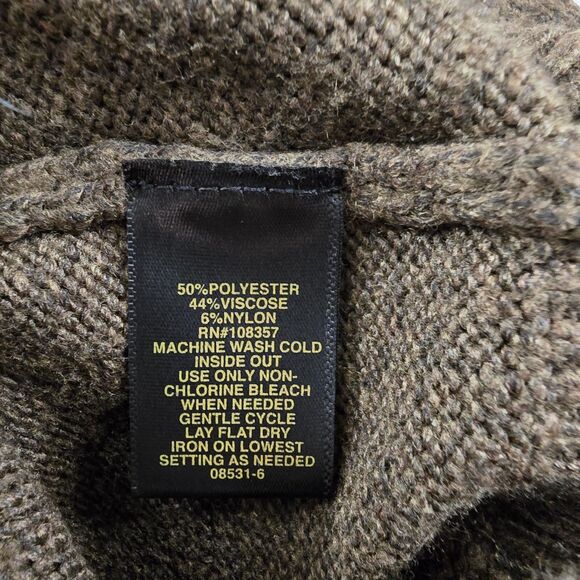 50%POLYESTER
44%VISCOSE
6%NYLON
RN#108357
MACHINE WASH COLD
INSIDE OUT
USE ONLY NON-
CHLORINE BLEACH
WHEN NEEDED
GENTLE CYCLE
LAY FLAT DRY
IRON ON LOWEST
SETTING AS NEEDED
08531-6